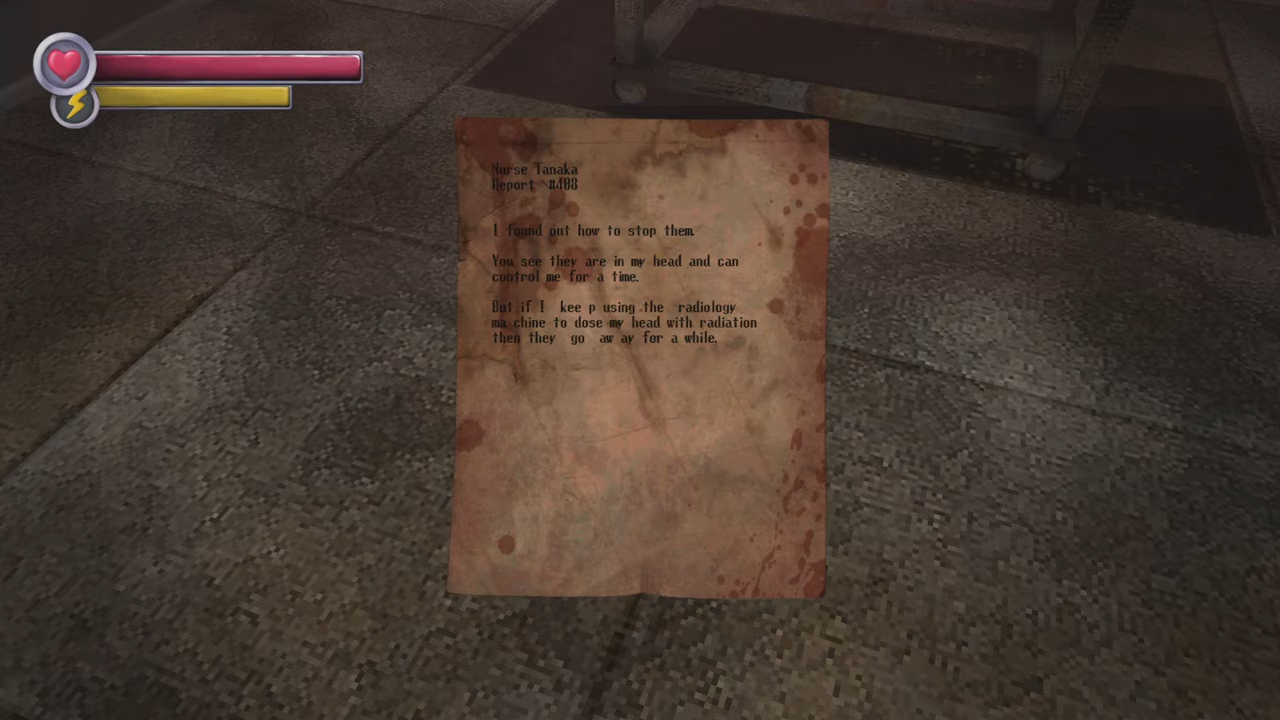 Nurse Tanaka
Report #408
I found out how to stop them.
You see they are in my head and can
control me for a time.
But if I kee p using the radiology
ma chine to dose my head with radiation
then they go aw ay for a while.